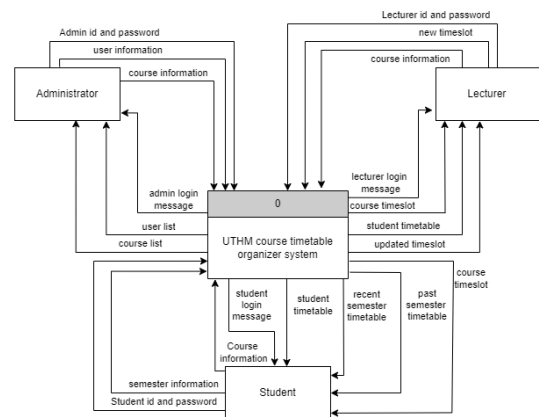 Admin id and password
user information
course information
Administrator
Lecturer id and password
new timeslot
course information
Lecturer
admin login
message
user list
course list
0
UTHM course timetable
organizer system
lecturer login
message
course timeslot
student timetable
updated timeslot
student
login
message
student
timetable
recent
semester
timetable
past
semester
timetable
course
timeslot
Course
information
semester information
Student id and password
Student